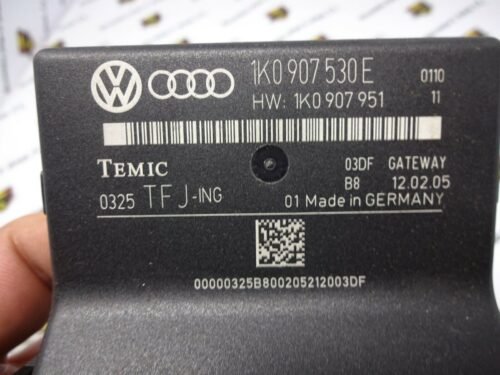 1K0 907 530 E 0110
HW: 1K0 907 951 11
TEMIC 03DF GATEWAY
B8 12.02.05
0325 TFJ-ING 01 Made in GERMANY
00000325B800205212003DF